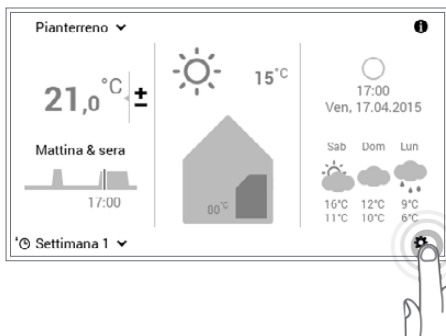 Pianterreno
21,0 °C ±
Mattina & sera
17:00
Settimana 1
15°C
00°C
17:00
Ven, 17.04.2015
Sab Dom Lun
16°C 12°C 9°C
11°C 10°C 6°C